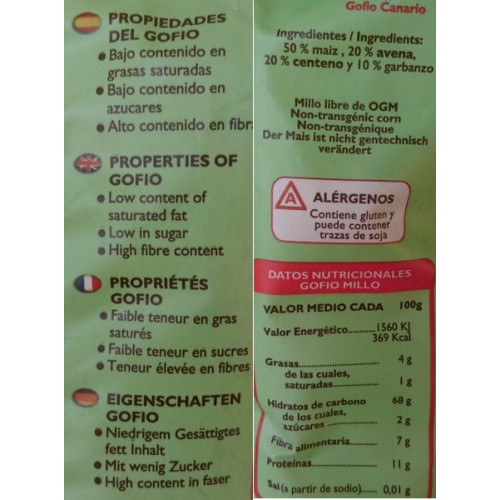 PROPIEDADES
DEL GOFIO
• Bajo contenido en
grasas saturadas
• Bajo contenido en
azucares
• Alto contenido en fibra
PROPERTIES OF
GOFIO
• Low content of
saturated fat
• Low in sugar
• High fibre content
PROPRIÉTÉS
GOFIO
• Faible teneur en gras
saturés
• Faible teneur en sucres
• Teneur élevée en fibres
EIGENSCHAFTEN
GOFIO
• Niedrigem Gesättigtes
fett Inhalt
• Mit wenig Zucker
• High content in faser
Gofio Canario
Ingredientes / Ingredients:
50 % maiz , 20 % avena,
20 % centeno y 10 % garbanzo
Millo libre de OGM
Non-transgénic corn
Non-transgénique
Der Mais ist nicht gentechnisch
verändert
A
ALÉRGENOS
Contiene gluten y
puede contener
trazas de soja
DATOS NUTRICIONALES
GOFIO MILLO
VALOR MEDIO CADA 100g
Valor Energético..........1560 KJ
369 Kcal
Grasas.......................... 4 g
de las cuales,
saturadas..................... 1 g
Hidratos de carbono 68 g
de los cuales,
azúcares...................... 2 g
Fibra alimentaria......... 7 g
Proteínas..................... 11 g
Sal (a partir de sodio).... 0,01 g